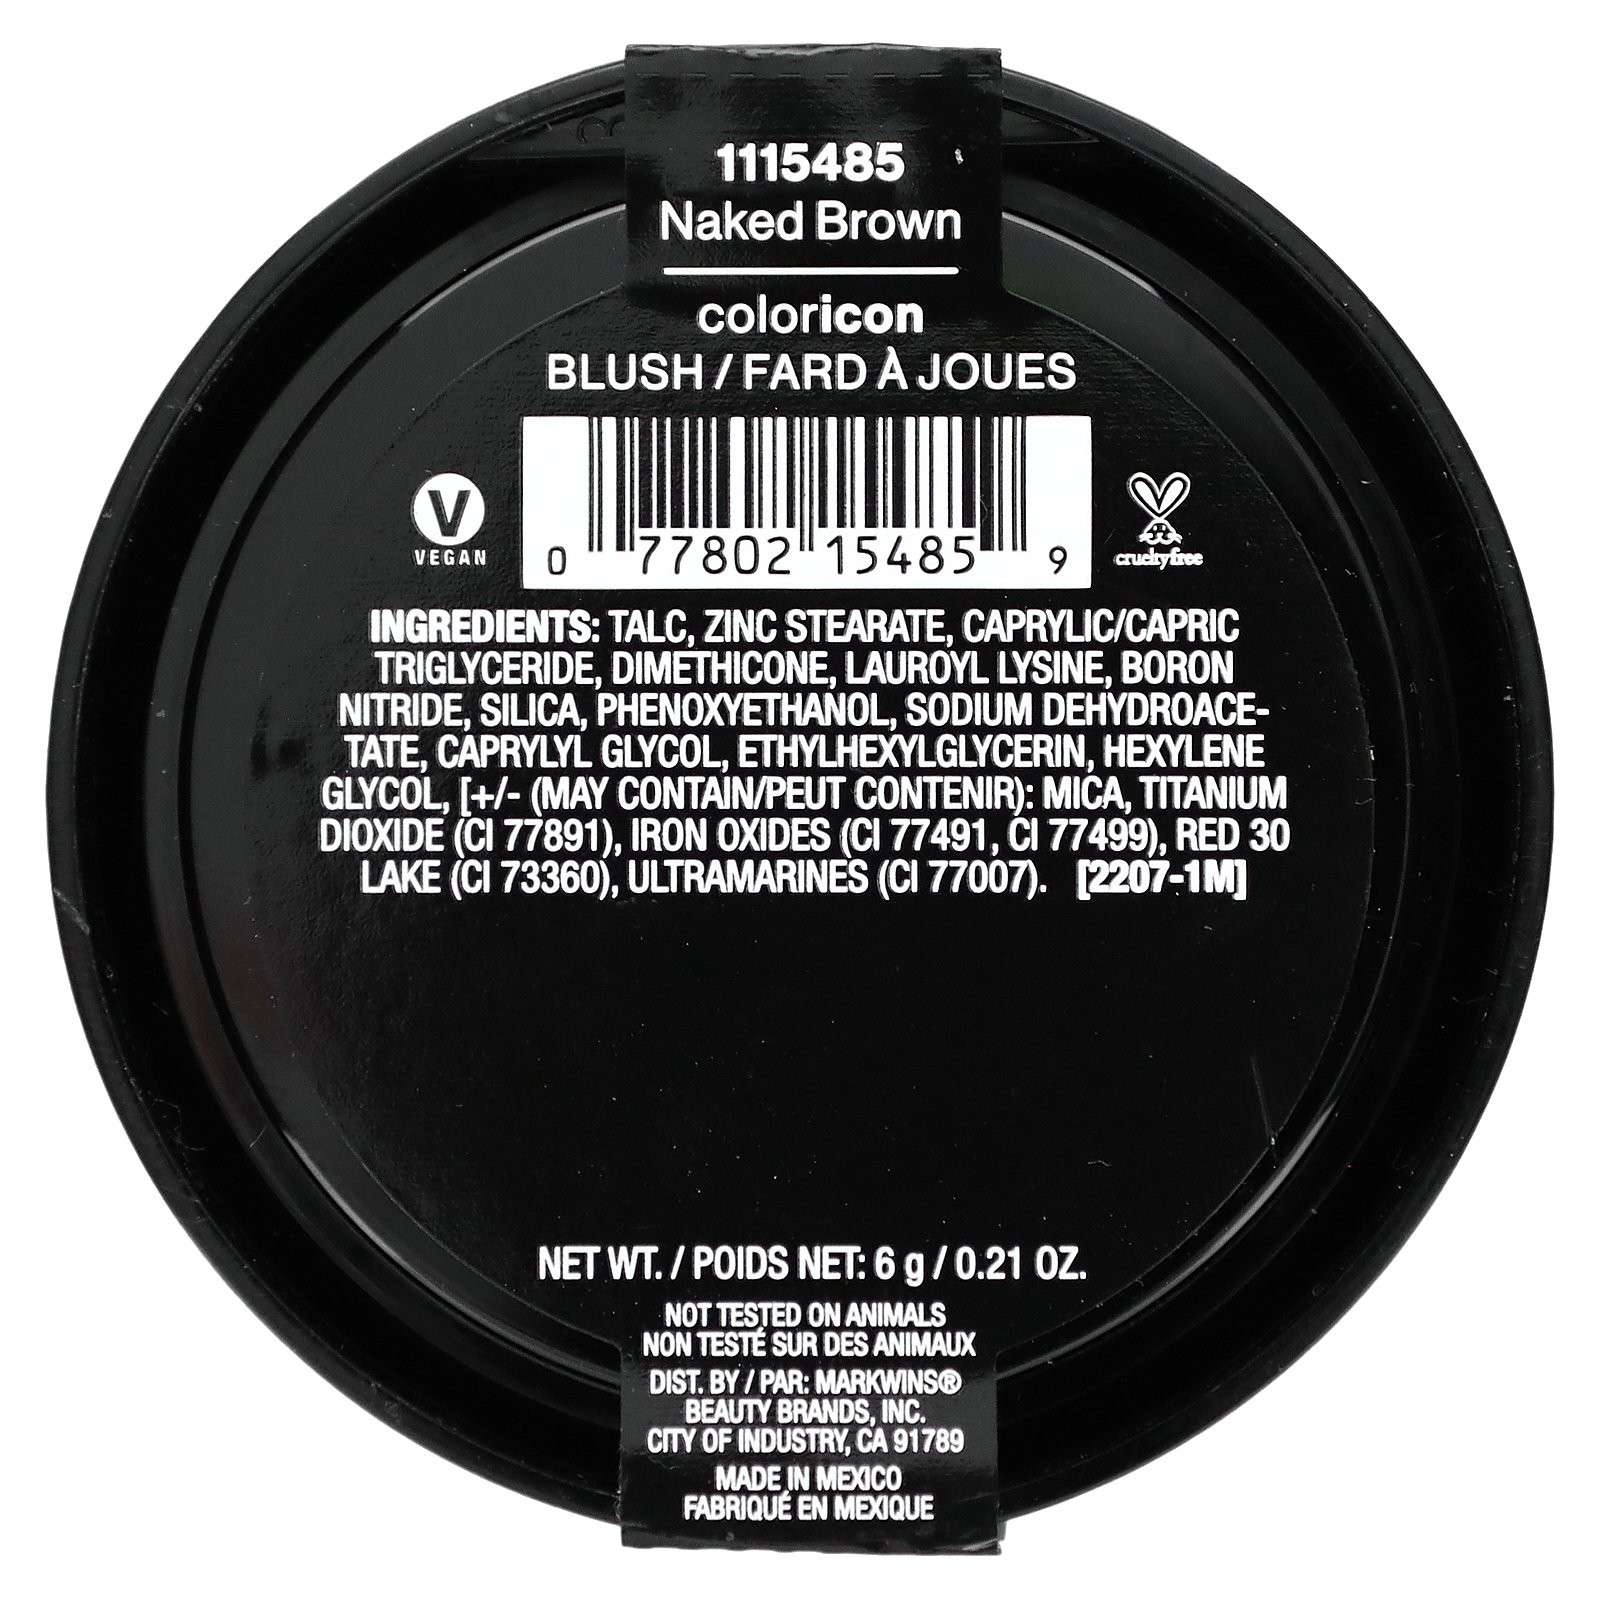 1115485
Naked Brown
coloricon
BLUSH / FARD À JOUES
VEGAN
0 77802 15485 9
crueltyfree
INGREDIENTS: TALC, ZINC STEARATE, CAPRYLIC/CAPRIC
TRIGLYCERIDE, DIMETHICONE, LAUROYL LYSINE, BORON
NITRIDE, SILICA, PHENOXYETHANOL, SODIUM DEHYDROACE-
TATE, CAPRYLYL GLYCOL, ETHYLHEXYLGLYCERIN, HEXYLENE
GLYCOL, [+/- (MAY CONTAIN/PEUT CONTENIR): MICA, TITANIUM
DIOXIDE (CI 77891), IRON OXIDES (CI 77491, CI 77499), RED 30
LAKE (CI 73360), ULTRAMARINES (CI 77007). [2207-1M]
NET WT. / POIDS NET: 6 g / 0.21 OZ.
NOT TESTED ON ANIMALS
NON TESTÉ SUR DES ANIMAUX
DIST. BY / PAR: MARKWINS®
BEAUTY BRANDS, INC.
CITY OF INDUSTRY, CA 91789
MADE IN MEXICO
FABRIQUÉ EN MEXIQUE